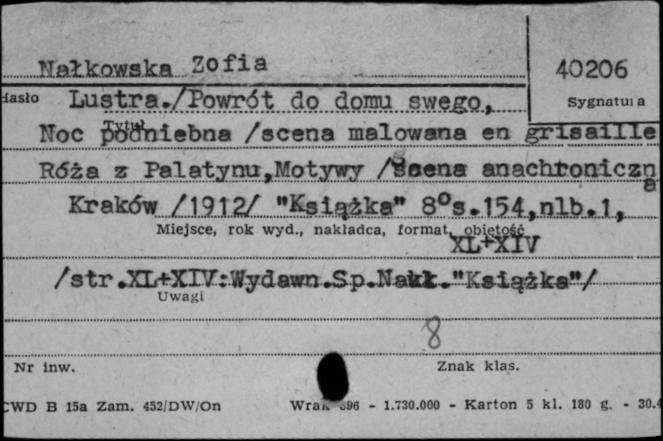 Nałkowska Zofia
40206
Hasło
Sygnatura
Lustra./Powrót do domu swego,
Tytuł
Noc podniebna /scena malowana en grisaille
Róża z Palatynu,Motywy /Scena anachroniczna
Kraków /1912/ "Książka" 8°s.154,nlb.1,
Miejsce, rok wyd., nakładca, format, objętość
XL+XIV
/str.XL+XIV:Wydawn.Sp.Nakł."Książka"/
Uwagi
8
Nr inw.
Znak klas.
CWD B 15a Zam. 452/DW/On
696 - 1.730.000 - Karton 5 kl. 180 g. - 30.4